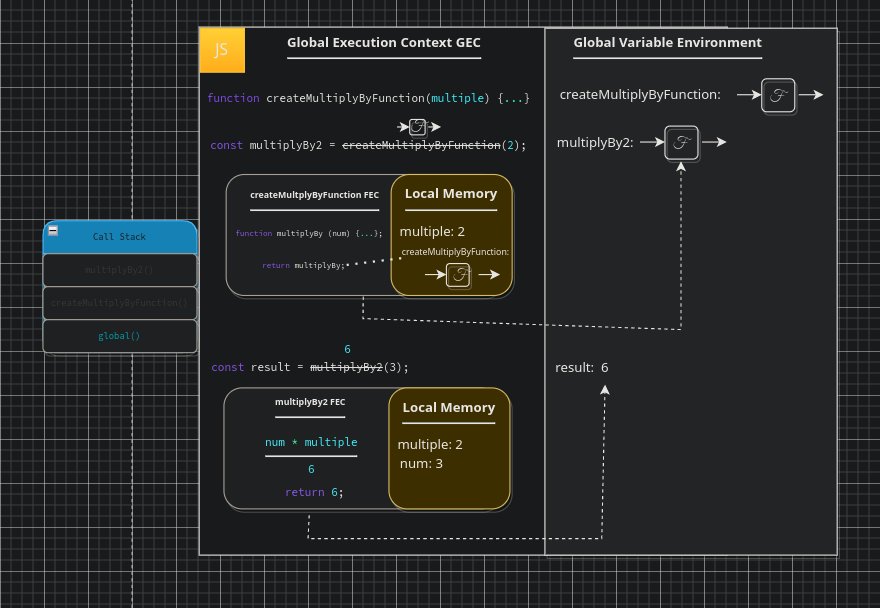 JS
Global Execution Context GEC
Global Variable Environment
function createMultiplyByFunction(multiple) {...}
createMultiplyByFunction: ℱ
ℱ
const multiplyBy2 = createMultiplyByFunction(2);
multiplyBy2: ℱ
createMultplyByFunction FEC
Local Memory
function multiplyBy (num) {...};
multiple: 2
createMultiplyByFunction:
return multiplyBy;
ℱ
Call Stack
multiplyBy2()
createMultiplyByFunction()
global()
6
const result = multiplyBy2(3);
result: 6
multiplyBy2 FEC
Local Memory
num * multiple
multiple: 2
6
num: 3
return 6;